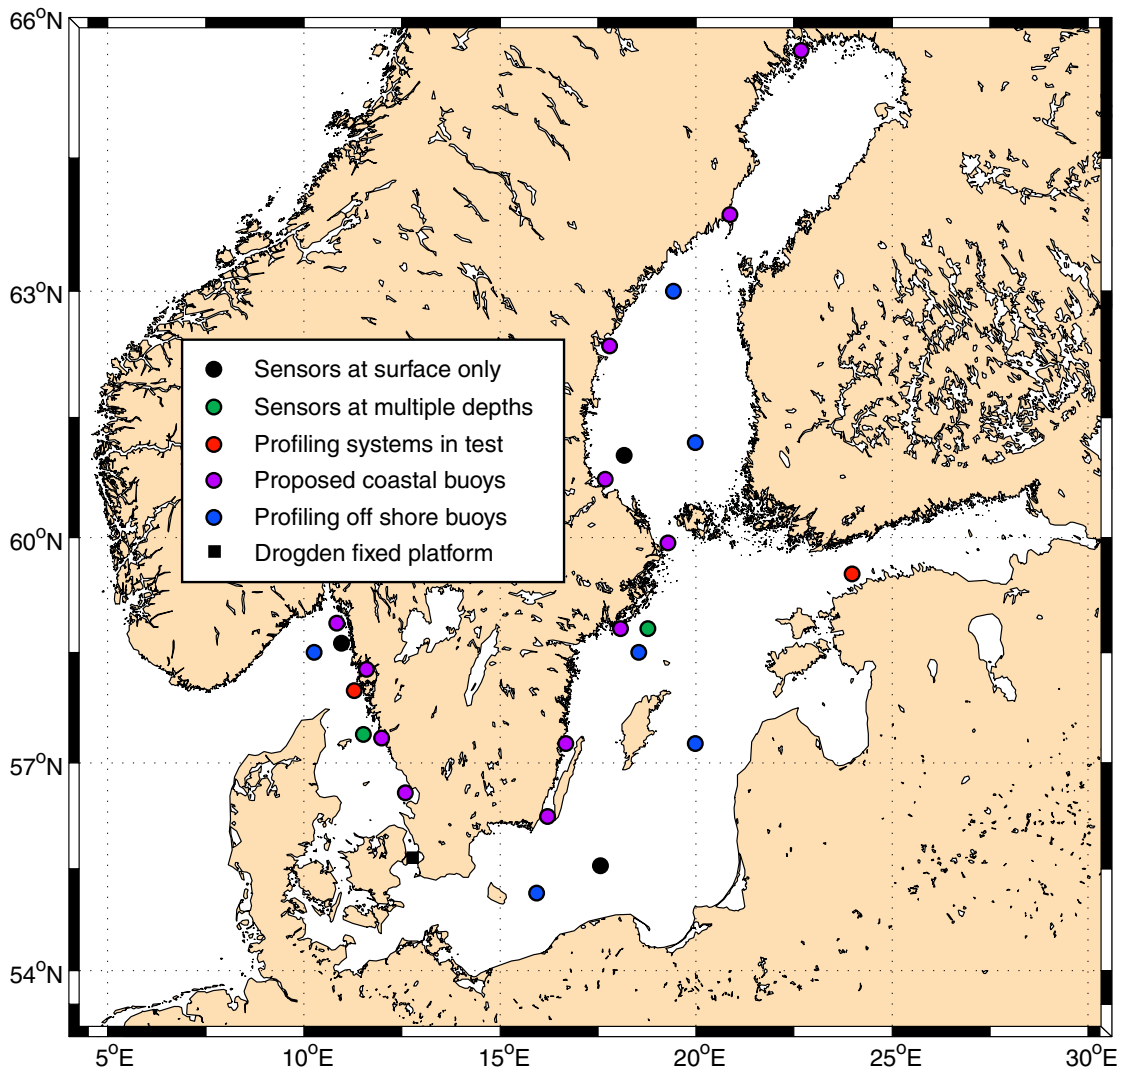 66°N
63°N
Sensors at surface only
Sensors at multiple depths
Profiling systems in test
Proposed coastal buoys
Profiling off shore buoys
Drogden fixed platform
60°N
57°N
54°N
5°E 10°E 15°E 20°E 25°E 30°E